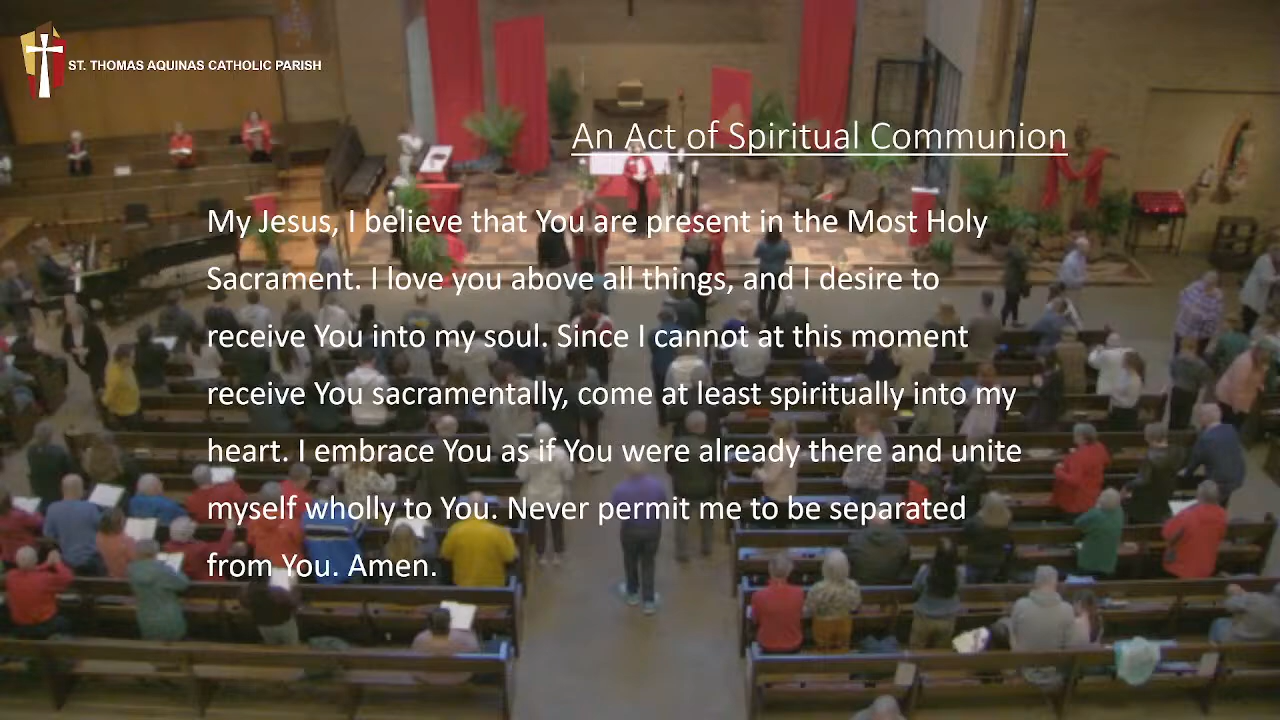 ST. THOMAS AQUINAS CATHOLIC PARISH
An Act of Spiritual Communion
My Jesus, I believe that You are present in the Most Holy
Sacrament. I love you above all things, and I desire to
receive You into my soul. Since I cannot at this moment
receive You sacramentally, come at least spiritually into my
heart. I embrace You as if You were already there and unite
myself wholly to You. Never permit me to be separated
from You. Amen.